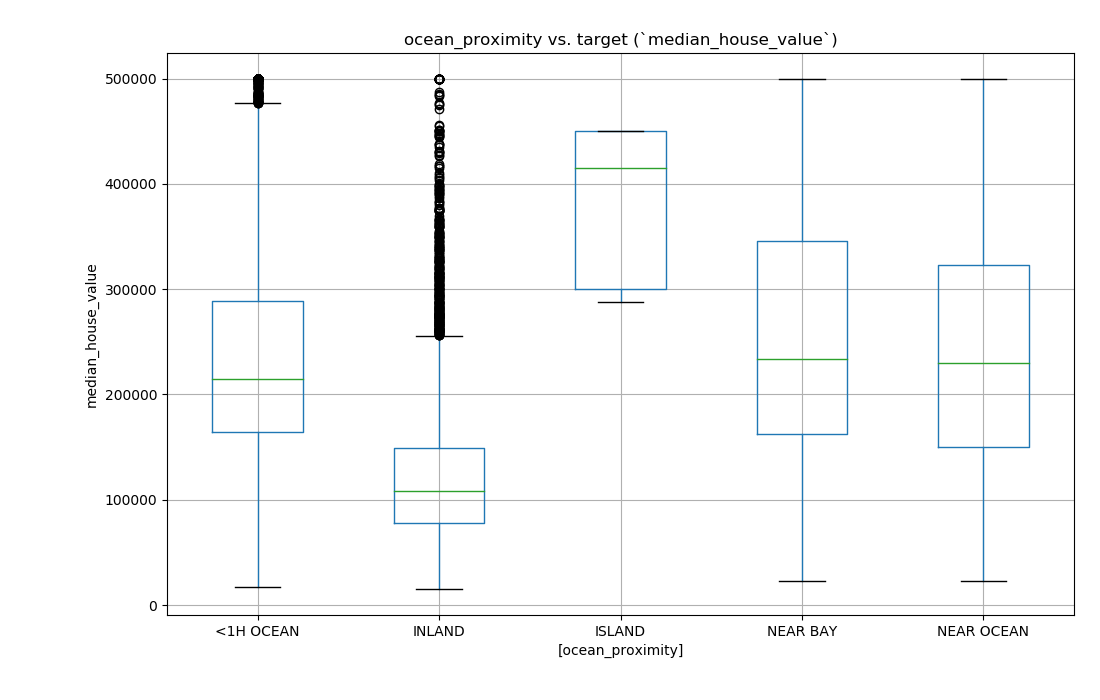 ocean_proximity vs. target (`median_house_value`)
median_house_value
500000
400000
300000
200000
100000
0
<1H OCEAN INLAND ISLAND NEAR BAY NEAR OCEAN
[ocean_proximity]